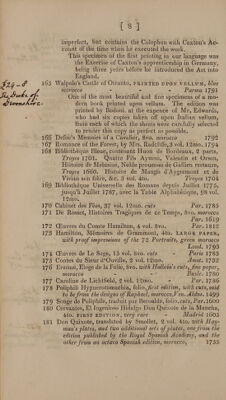 [ 8 ]
imperfect, but contains the Colophon with Caxton's Ac-
count of the time when he executed the work.
This specimen of the first printing in our language was
the Exercise of Caxton's apprenticeship in Germany,
being three years before he introduced the Art into
England.
165 Walpole's Castle of Otranto, PRINTED UPON VELLUM, blue
morocco - - Parma 1791
One of the most beautiful and fine specimens of a mo-
dern book printed upon vellum. The edition was
printed by Bodoni, at the expence of Mr. Edwards,
who had six copies taken off upon Italian vellum,
from each of which the sheets were carefully selected
to render this copy as perfect as possible.
166 Defoe's Memoirs of a Cavalier, 8vo. morocco 1792
167 Romance of the Forest, by Mrs. Radcliffe, 3 vol. 12mo. 1794
168 Bibliothèque Bleue, contenant Huon de Bordeaux, 2 parts,
Troyes 1701. Quatre Fils Aymon, Valentin et Orson,
Histoire de Melusine, Noble prouesses de Gallien restaure,
Troyes 1660. Histoire de Maugis d'Aygremont et de
Vivian son frère, &c. 3 vol. 4to. Troyes 1704
169 Bibliothèque Universelle des Romans depuis Juillet 1775,
jusqu'à Juillet 1787, avec la Table Alphabétique, 98 vol.
12mo.
170 Cabinet des Fées, 37 vol. 12mo. cuts Par. 1785
171 De Rosset, Histoires Tragiques de ce Temps, 8vo. morocco
Par. 1619
172 Œuvres du Comte Hamilton, 4 vol. 8vo. Par. 1812
173 Hamilton, Mémoires de Grammont, 4to. LARGE PAPER,
with proof impressions of the 72 Portraits, green morocco
Lond. 1793
174 Œuvres de Le Sage, 15 vol. 8vo. cuts - Paris 1783
175 Contes du Sieur d'Ouville, 2 vol. 12mo. Amst. 1732
176 Erasmi, Eloge de la Folie, 8vo. with Holbein's cuts, fine paper,
morocco - - Basle. 1780
177 Caroline de Lichtfield, 2 vol. 12mo. Par. 1786
178 Poliphili Hypnerotomachia, folio, first edition, with cuts, said
to be from the designs of Raphael, morocco, Ven. Aldus. 1499
179 Songe de Poliphile, traduit par Beroalde, folio, cuts, Par. 1600
180 Cervantes, El Ingenioso Hidalgo Don Quixote de la Mancha,
4to. FIRST EDITION, very rare - Madrid 1605
181 Don Quixote, translated by Smollet, 2 vol. 4to. with Hay-
man's plates, and two additional sets of plates, one from the
edition published by the Royal Spanish Academy, and the
other from an octavo Spanish edition, morocco, 1755